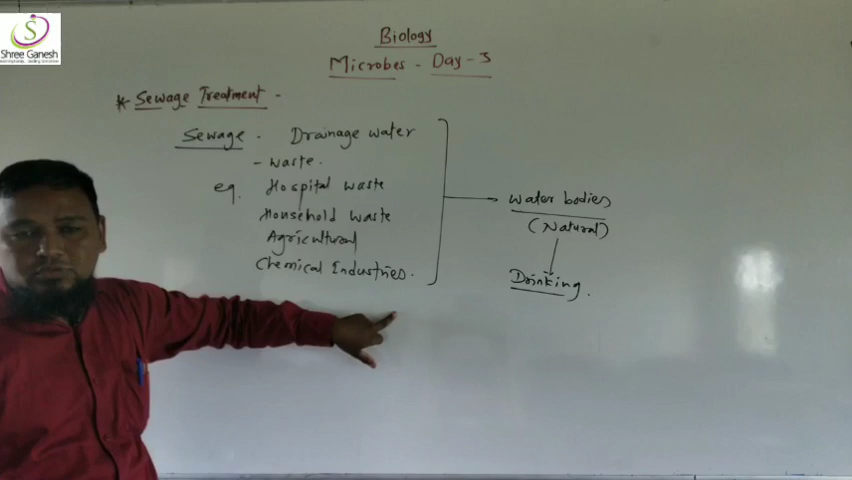 S
Shree Ganesh
Biology
Microbes - Day - 3
* Sewage Treatment -
Sewage - Drainage water
- waste.
eg. Hospital waste
Household waste
Agricultural
Chemical Industries.
Water bodies
(Natural)
Drinking.